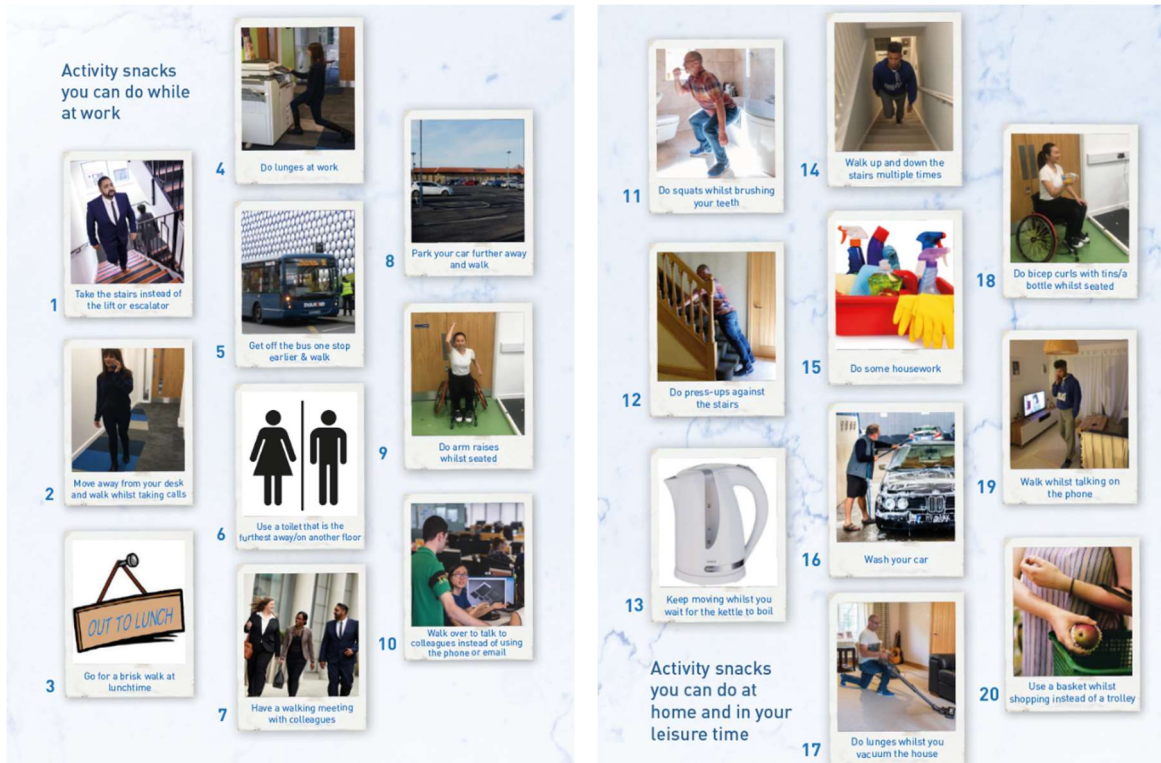 Activity snacks
you can do while
at work
1
Take the stairs instead of
the lift or escalator
2
Move away from your desk
and walk whilst taking calls
3
OUT TO LUNCH
Go for a brisk walk at
lunchtime
4
Do lunges at work
5
Get off the bus one stop
earlier & walk
6
Use a toilet that is the
furthest away/on another floor
7
Have a walking meeting
with colleagues
8
Park your car further away
and walk
9
Do arm raises
whilst seated
10
Walk over to talk to
colleagues instead of using
the phone or email
11
Do squats whilst brushing
your teeth
12
Do press-ups against
the stairs
13
Keep moving whilst you
wait for the kettle to boil
Activity snacks
you can do at
home and in your
leisure time
14
Walk up and down the
stairs multiple times
15
Do some housework
16
Wash your car
17
Do lunges whilst you
vacuum the house
18
Do bicep curls with tins/a
bottle whilst seated
19
Walk whilst talking on
the phone
20
Use a basket whilst
shopping instead of a trolley